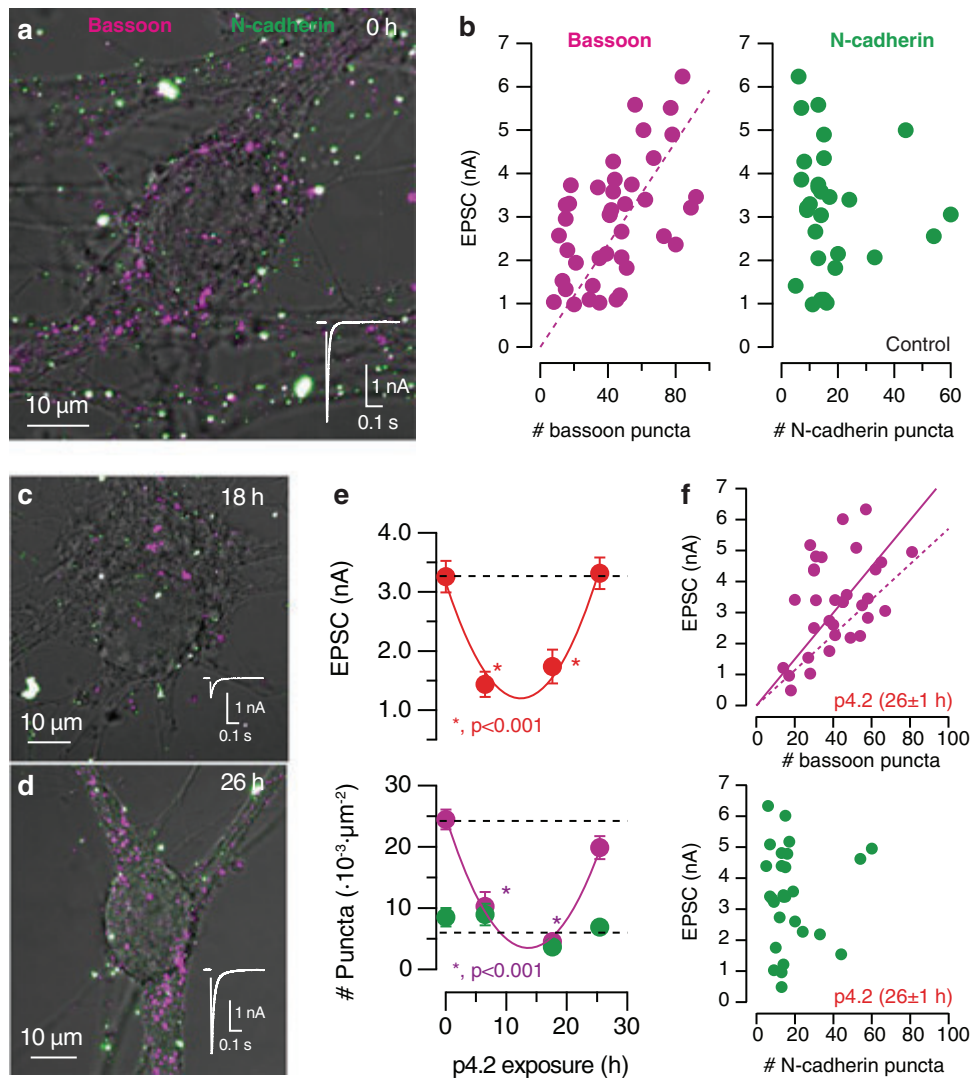 a
Bassoon
N-cadherin
0 h
1 nA
0.1 s
10 µm
b
Bassoon
N-cadherin
7
6
5
4
3
2
1
0
EPSC (nA)
0 40 80
# bassoon puncta
7
6
5
4
3
2
1
0
Control
0 20 40 60
# N-cadherin puncta
c
18 h
1 nA
0.1 s
10 µm
d
26 h
1 nA
0.1 s
10 µm
e
4.0
3.0
2.0
1.0
EPSC (nA)
*
*
*, p<0.001
30
20
10
0
# Puncta (·10-3·µm-2)
*
*
*, p<0.001
0 10 20 30
p4.2 exposure (h)
f
7
6
5
4
3
2
1
0
EPSC (nA)
p4.2 (26±1 h)
0 20 40 60 80 100
# bassoon puncta
7
6
5
4
3
2
1
0
EPSC (nA)
p4.2 (26±1 h)
0 20 40 60 80 100
# N-cadherin puncta